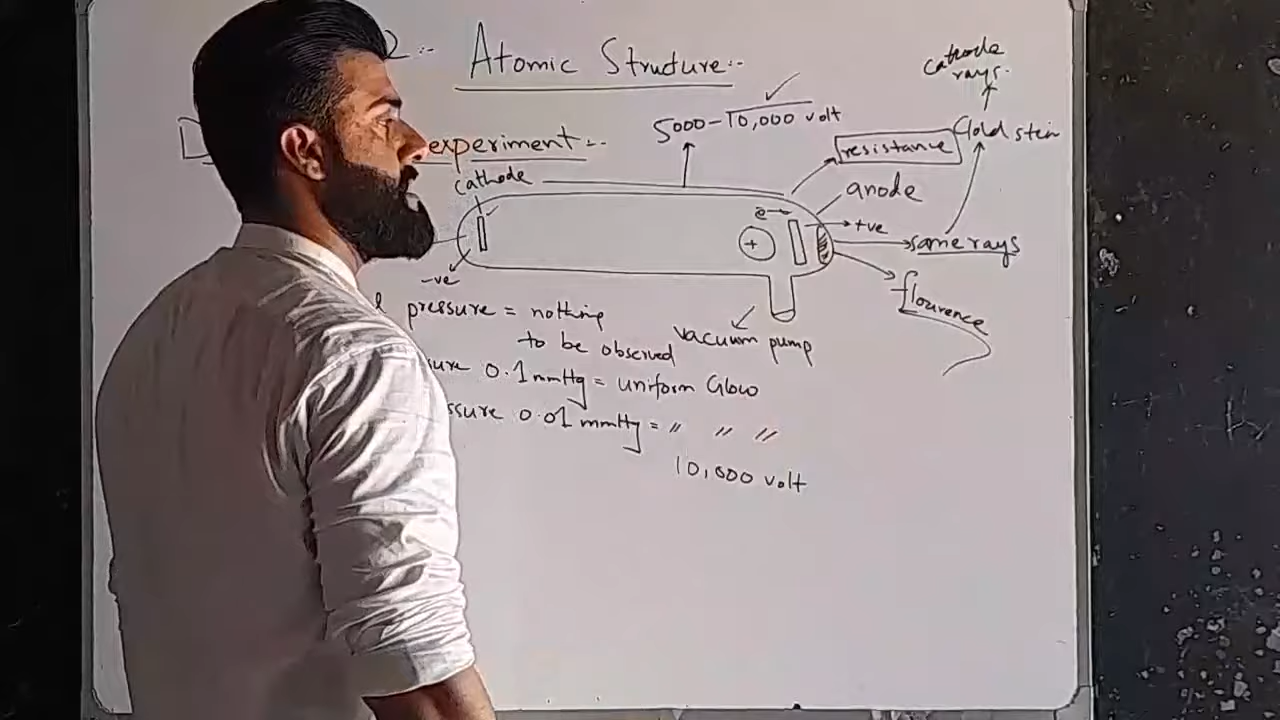 2:- Atomic Structure:-
cathode
rays.
5000-10,000 volt
Gold stein
resistance
experiment:-
cathode
anode
e-
+ve
+
same rays
-ve
flourence
pressure = nothing
to be observed
vacuum pump
sure 0.1 mmHg = uniform Glow
ssure 0.01 mmHg = " " "
10,000 volt